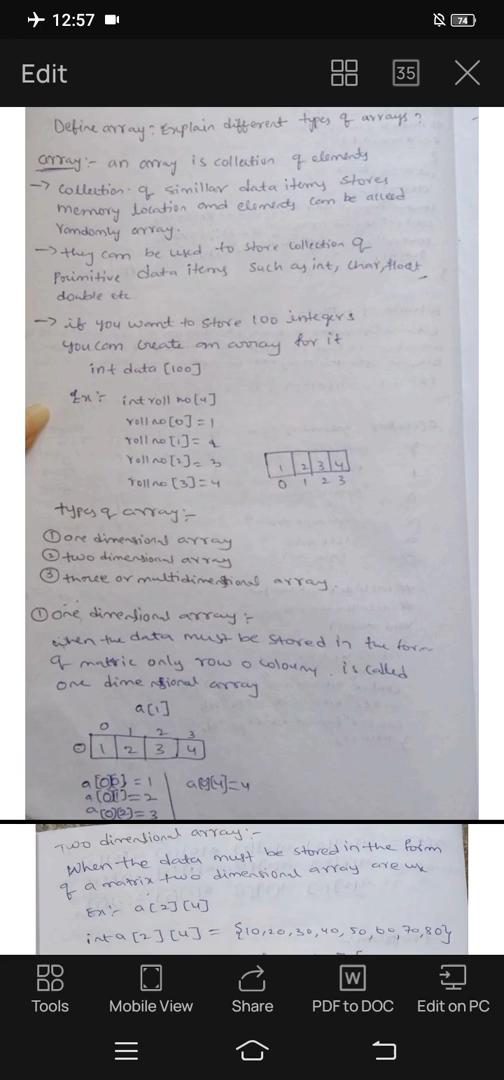 12:57
74
Edit
35
Define array? Explain different types of arrays?
array:- an array is collection of elements
→ collection of simillar data items stores
memory location and elements can be
randomly array.
→ they can be used to store collection of
primitive data items such as int, char, float
double etc
→ if you want to store 100 integers
you can create an array for it
int data [100]
Ex:- int roll no [4]
roll no [0] = 1
roll no [1] =
roll no [2] = 3
roll no [3] = 4
1 2 3 4
0 1 2 3
types of array:-
① one dimensional array
② two dimensional array
③ three or multidimensional array.
① one dimensional array:-
when the data must be stored in the form
of matric only row 0 is called
one dimensional array
a[1]
0 1 2 3
0 1 2 3 4
a[0] = 1
a[0][1] = 2
a[0][2] = 3
[4] = 4
Two dimensional array:-
When the data must be stored in the form
of a matrix two dimensional array are
Ex:- a[2][4]
int a[2][4] = {10,20,30,40,50,60,70,80}
Tools
Mobile View
Share
W
PDF to DOC
Edit on PC